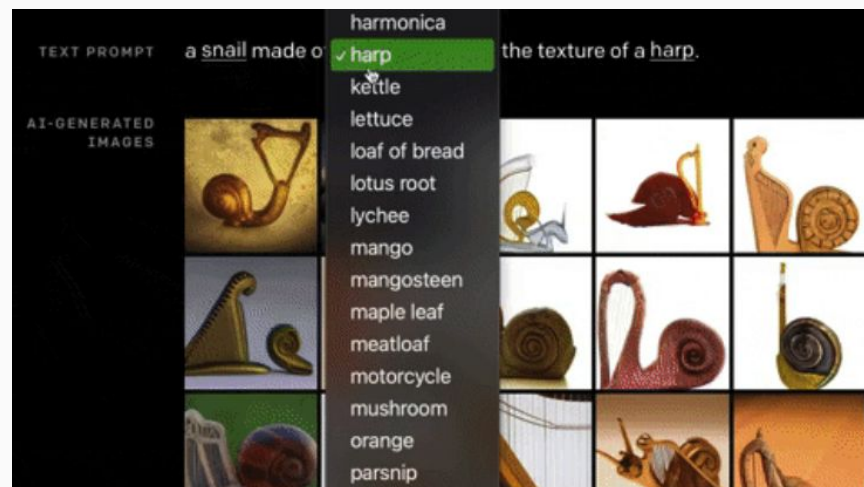 TEXT PROMPT
a snail made o
the texture of a harp.
AI-GENERATED
IMAGES
harmonica
✓ harp
kettle
lettuce
loaf of bread
lotus root
lychee
mango
mangosteen
maple leaf
meatloaf
motorcycle
mushroom
orange
parsnip